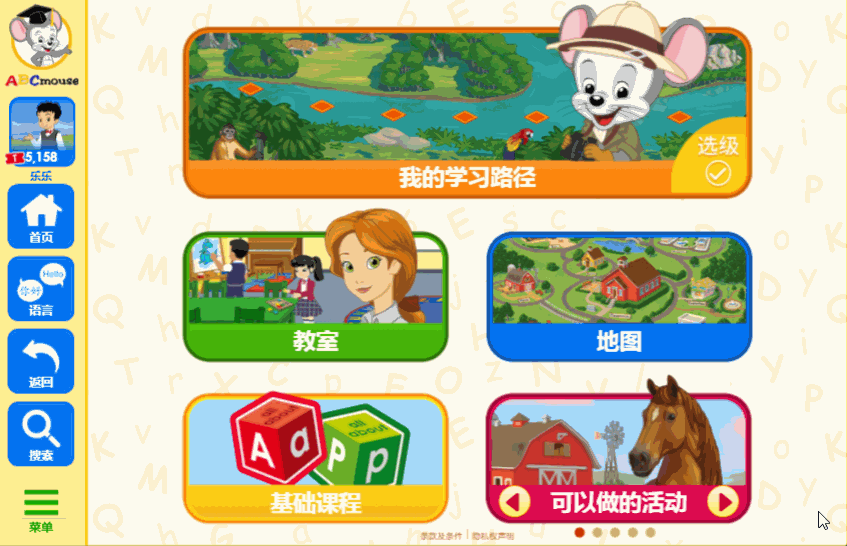 ABCmouse
5,158
乐乐
首页
Hello
你好
语言
返回
搜索
菜单
选级
我的学习路径
教室
地图
all about
all about
A a
P p
基础课程
可以做的活动
条款及条件 | 隐私权声明